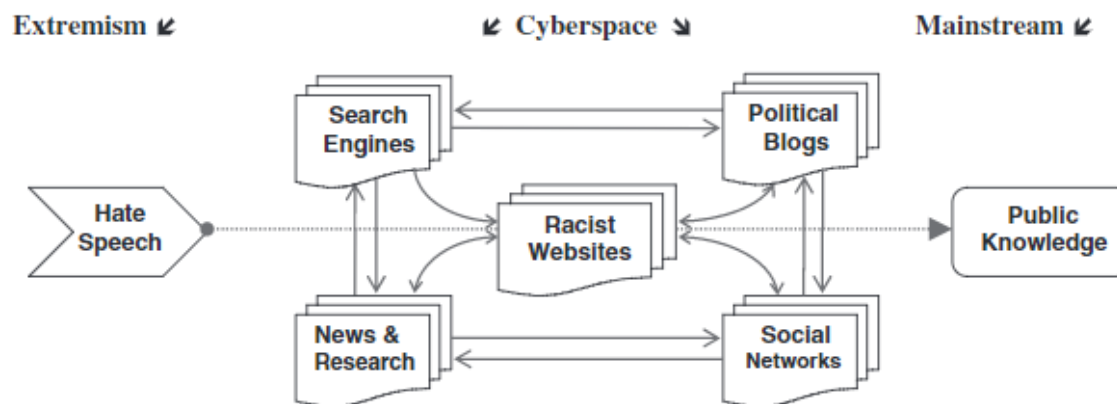 Extremism ↙
↙ Cyberspace ↘
Mainstream ↙
Search
Engines
Political
Blogs
Hate
Speech
Racist
Websites
Public
Knowledge
News &
Research
Social
Networks